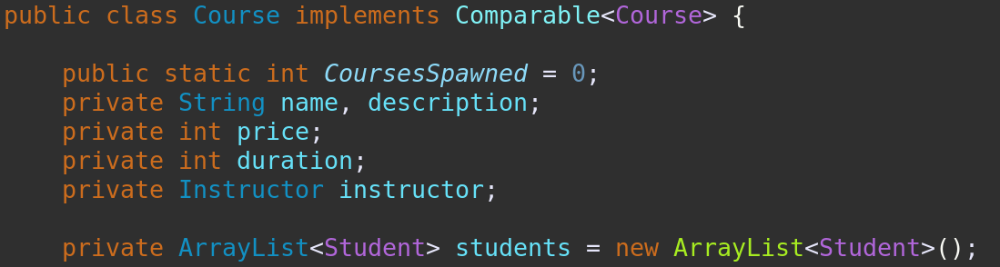 public class Course implements Comparable<Course> {
public static int CoursesSpawned = 0;
private String name, description;
private int price;
private int duration;
private Instructor instructor;
private ArrayList<Student> students = new ArrayList<Student>();